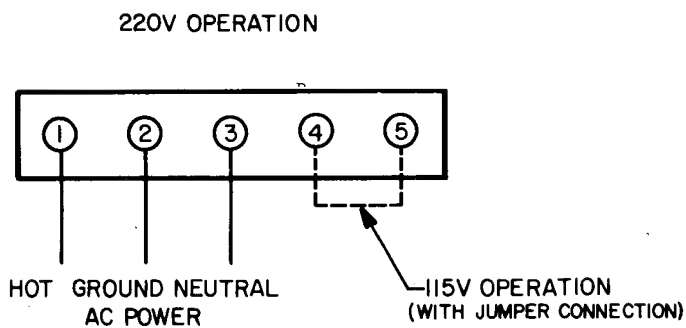 220V OPERATION
1 2 3 4 5
HOT GROUND NEUTRAL
AC POWER
115V OPERATION
(WITH JUMPER CONNECTION)